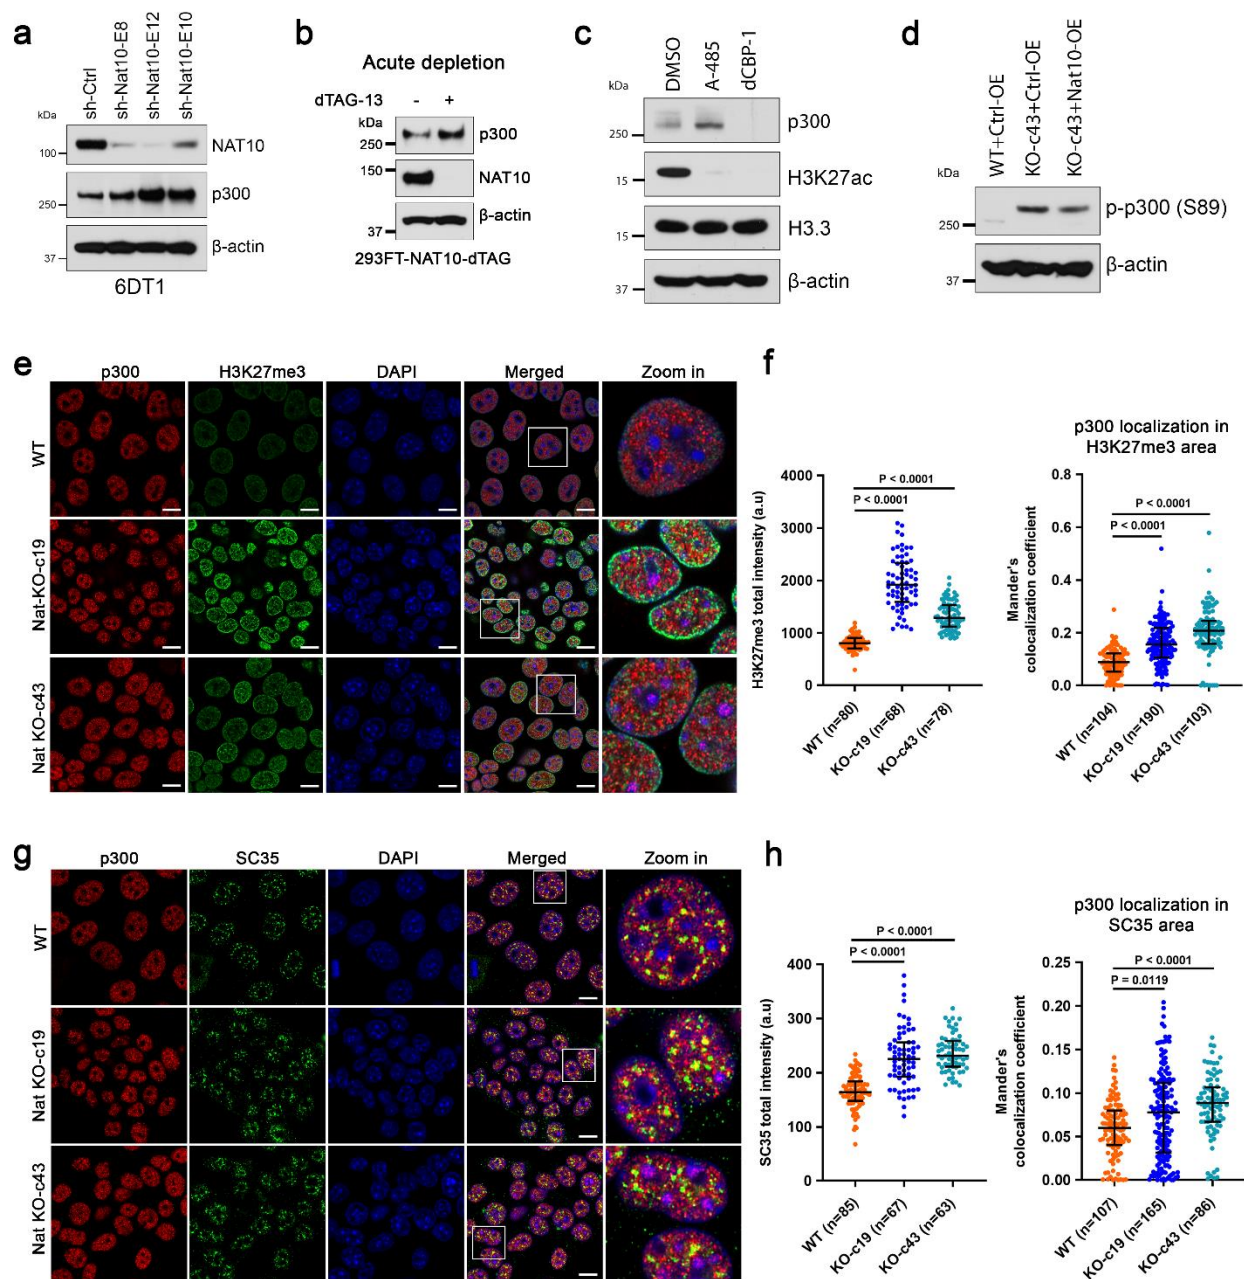 a
sh-Ctrl
sh-Nat10-E8
sh-Nat10-E12
sh-Nat10-E10
kDa
100
NAT10
250
p300
37
β-actin
6DT1
b
Acute depletion
dTAG-13 - +
kDa
250
p300
150
NAT10
37
β-actin
293FT-NAT10-dTAG
c
DMSO
A-485
dCBP-1
kDa
250
p300
15
H3K27ac
15
H3.3
37
β-actin
d
WT+Ctrl-OE
KO-c43+Ctrl-OE
KO-c43+Nat10-OE
kDa
250
p-p300 (S89)
37
β-actin
e
p300 H3K27me3 DAPI Merged Zoom in
WT
Nat-KO-c19
Nat KO-c43
f
H3K27me3 total intensity (a.u)
4000
3000
2000
1000
0
P < 0.0001
P < 0.0001
WT (n=80)
KO-c19 (n=68)
KO-c43 (n=78)
p300 localization in
H3K27me3 area
Mander's
colocalization coefficient
0.8
0.6
0.4
0.2
0.0
P < 0.0001
P < 0.0001
WT (n=104)
KO-c19 (n=190)
KO-c43 (n=103)
g
p300 SC35 DAPI Merged Zoom in
WT
Nat KO-c19
Nat KO-c43
h
SC35 total intensity (a.u)
400
300
200
100
0
P < 0.0001
P < 0.0001
WT (n=85)
KO-c19 (n=67)
KO-c43 (n=63)
p300 localization in
SC35 area
Mander's
colocalization coefficient
0.25
0.20
0.15
0.10
0.05
0.00
P < 0.0001
P = 0.0119
WT (n=107)
KO-c19 (n=165)
KO-c43 (n=86)